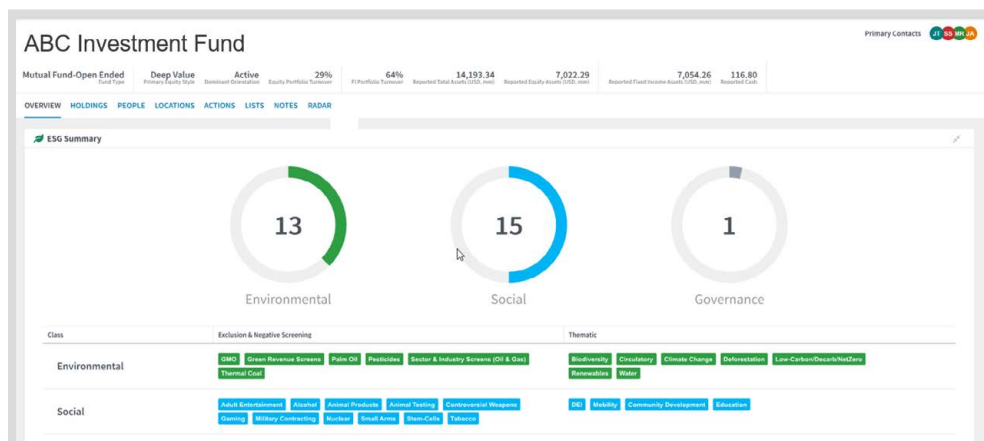 ABC Investment Fund
Primary Contacts JT SS MR JA
Mutual Fund-Open Ended Deep Value Active 29% 64% 14,193.34 7,022.29 7,054.26 116.80
Fund Type Primary Equity Style Dominant Orientation Equity Portfolio Turnover FI Portfolio Turnover Reported Total Assets (USD, mm) Reported Equity Assets (USD, mm) Reported Fixed Income Assets (USD, mm) Reported Cash
OVERVIEW HOLDINGS PEOPLE LOCATIONS ACTIONS LISTS NOTES RADAR
ESG Summary
13 15 1
Environmental Social Governance
Class Exclusion & Negative Screening Thematic
Environmental
GMO Green Revenue Screens Palm Oil Pesticides Sector & Industry Screens (Oil & Gas)
Thermal Coal
Biodiversity Circulatory Climate Change Deforestation Low-Carbon/Decarb/NetZero
Renewables Water
Social
Adult Entertainment Alcohol Animal Products Animal Testing Controversial Weapons
Gaming Military Contracting Nuclear Small Arms Stem-Cells Tobacco
DEI Mobility Community Development Education